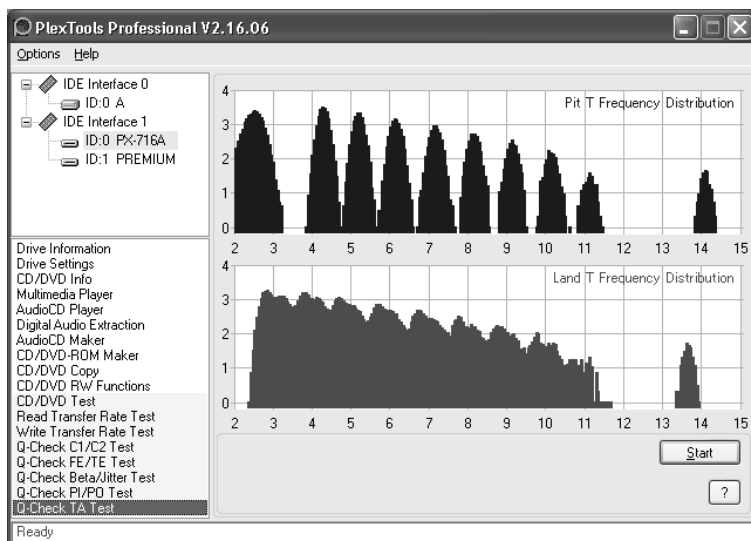 PlexTools Professional V2.16.06
Options Help
IDE Interface 0
ID:0 A
IDE Interface 1
ID:0 PX-716A
ID:1 PREMIUM
Drive Information
Drive Settings
CD/DVD Info
Multimedia Player
AudioCD Player
Digital Audio Extraction
AudioCD Maker
CD/DVD-ROM Maker
CD/DVD Copy
CD/DVD RW Functions
CD/DVD Test
Read Transfer Rate Test
Write Transfer Rate Test
Q-Check C1/C2 Test
Q-Check FE/TE Test
Q-Check Beta/Jitter Test
Q-Check PI/PO Test
Q-Check TA Test
Pit T Frequency Distribution
4
3
2
1
0
2 3 4 5 6 7 8 9 10 11 12 13 14 15
Land T Frequency Distribution
4
3
2
1
0
2 3 4 5 6 7 8 9 10 11 12 13 14 15
Start
?
Ready